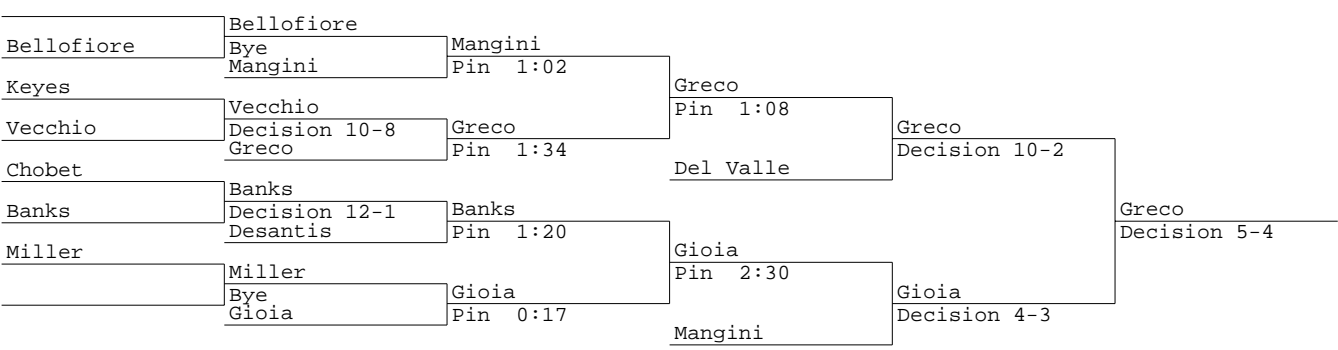 Bellofiore
Bellofiore
Bye
Mangini
Mangini
Pin 1:02
Keyes
Greco
Pin 1:08
Vecchio
Vecchio
Decision 10-8
Greco
Greco
Pin 1:34
Greco
Decision 10-2
Chobet
Del Valle
Banks
Banks
Decision 12-1
Desantis
Banks
Pin 1:20
Greco
Decision 5-4
Miller
Gioia
Pin 2:30
Miller
Bye
Gioia
Gioia
Pin 0:17
Gioia
Decision 4-3
Mangini